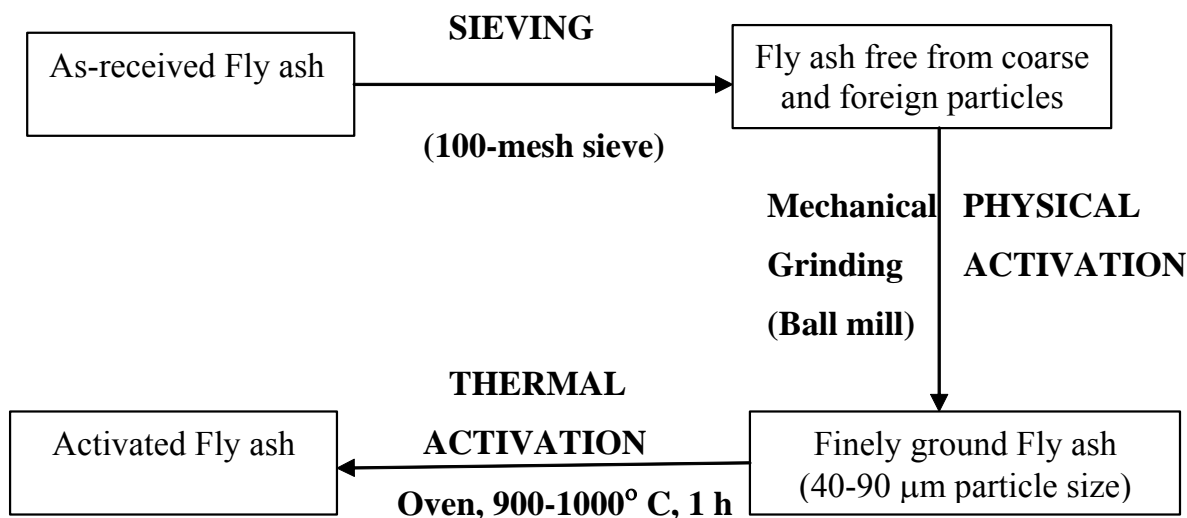 SIEVING
As-received Fly ash
Fly ash free from coarse
and foreign particles
(100-mesh sieve)
Mechanical
Grinding
(Ball mill)
PHYSICAL
ACTIVATION
Finely ground Fly ash
(40-90 μm particle size)
THERMAL
ACTIVATION
Oven, 900-1000° C, 1 h
Activated Fly ash